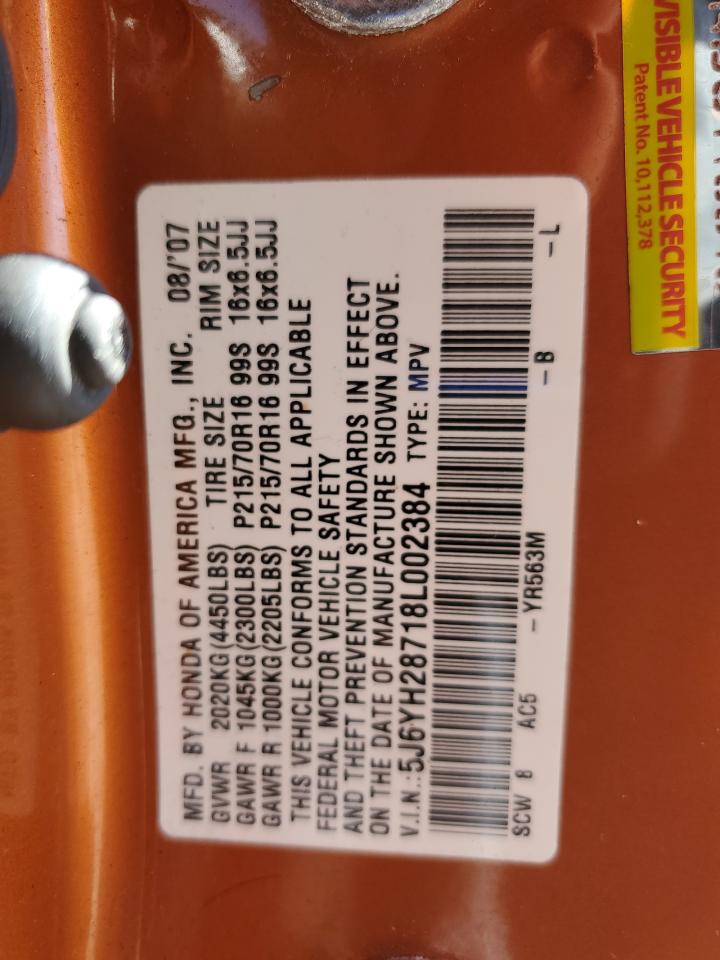 MFD. BY HONDA OF AMERICA MFG., INC. 08/'07
GVWR 2020KG(4450LBS) TIRE SIZE RIM SIZE
GAWR F 1045KG(2300LBS) P215/70R16 99S 16x6.5JJ
GAWR R 1000KG(2205LBS) P215/70R16 99S 16x6.5JJ
THIS VEHICLE CONFORMS TO ALL APPLICABLE
FEDERAL MOTOR VEHICLE SAFETY
AND THEFT PREVENTION STANDARDS IN EFFECT
ON THE DATE OF MANUFACTURE SHOWN ABOVE.
V.I.N.:5J6YH28718L002384 TYPE: MPV
SCW 8 AC5 -YR563M -B -L
VISIBLE VEHICLE SECURITY
Patent No. 10,112,378